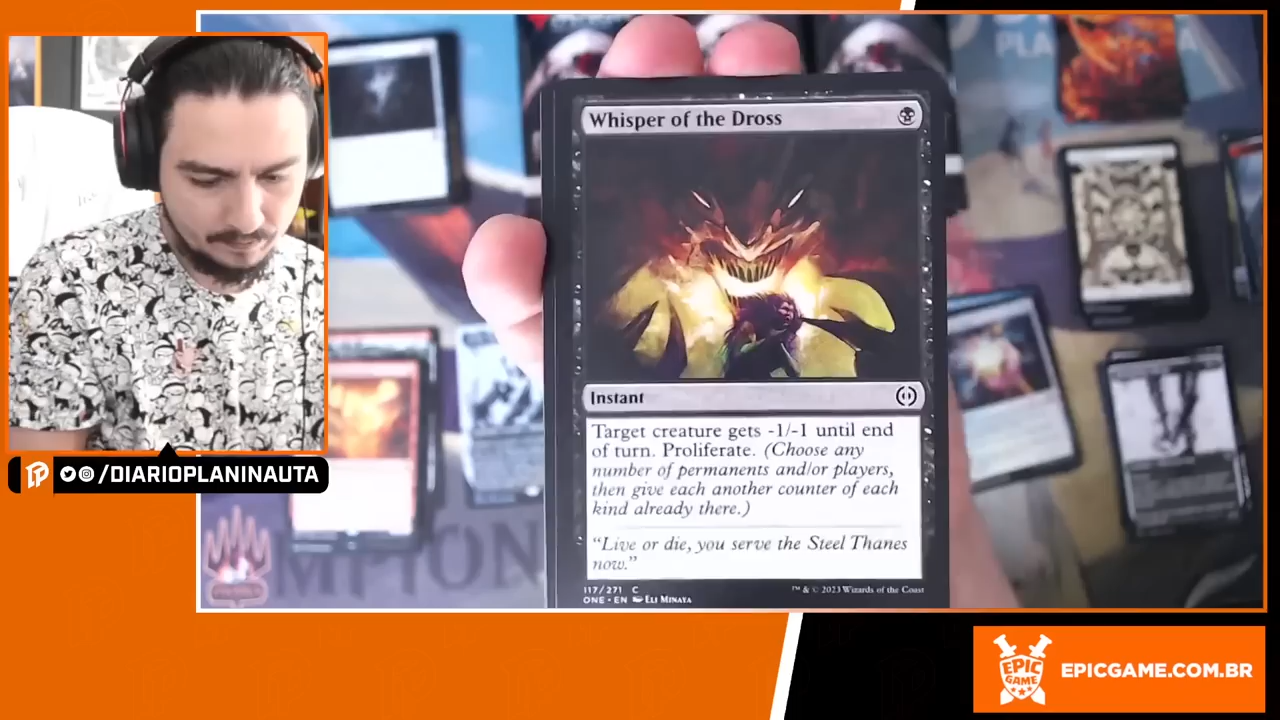 Whisper of the Dross
Instant
Target creature gets -1/-1 until end
of turn. Proliferate. (Choose any
number of permanents and/or players,
then give each another counter of each
kind already there.)
“Live or die, you serve the Steel Thanes
now.”
117/271 C
ONE • EN Eli Minaya
™ & © 2023 Wizards of the Coast
/DIARIOPLANINAUTA
MPION
EPIC
GAME
EPICGAME.COM.BR